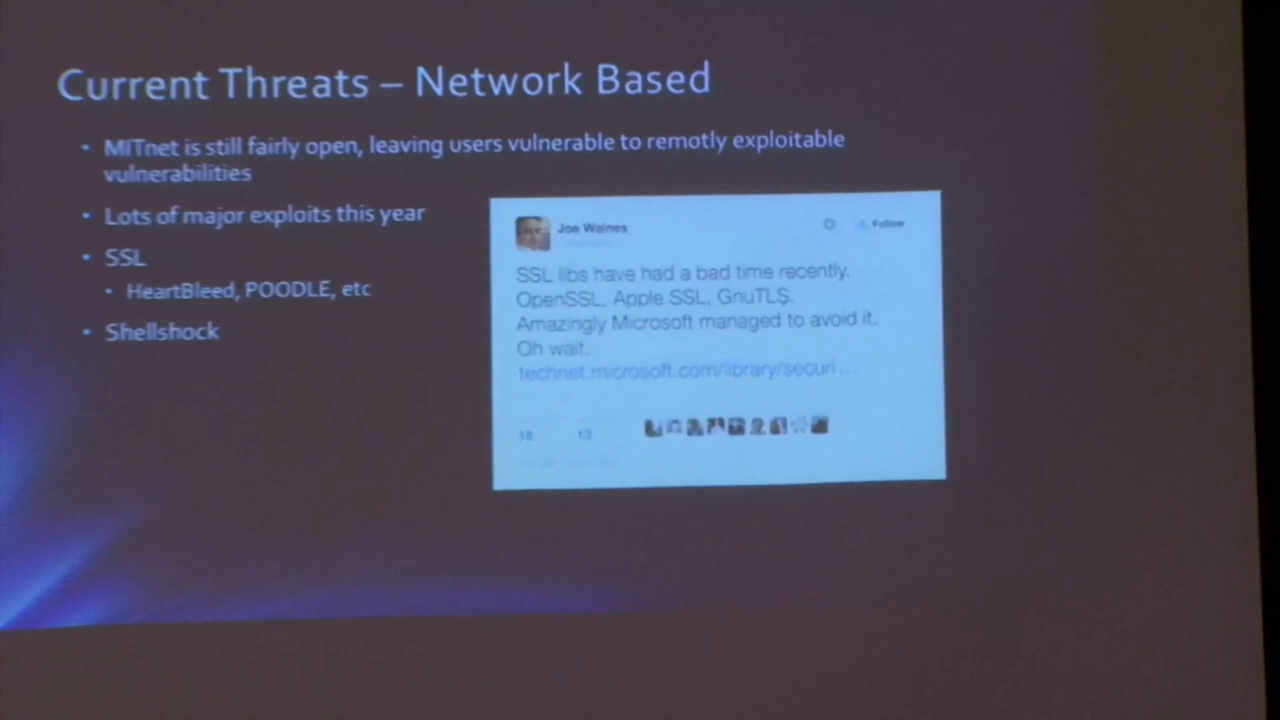 Current Threats – Network Based
• MITnet is still fairly open, leaving users vulnerable to remotly exploitable
vulnerabilities
• Lots of major exploits this year
• SSL
• HeartBleed, POODLE, etc
• Shellshock
Joe Walnes
Follow
SSL libs have had a bad time recently.
OpenSSL, Apple SSL, GnuTLS.
Amazingly Microsoft managed to avoid it.
Oh wait.
technet.microsoft.com/library/securi…
18 13